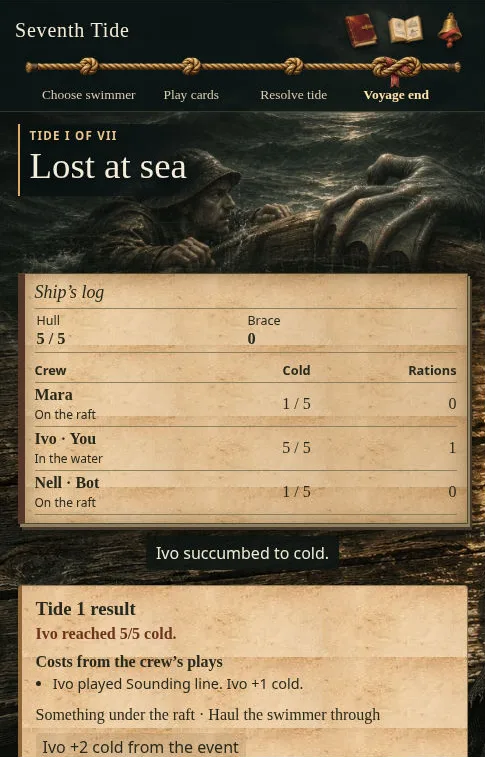 Seventh Tide
Choose swimmer Play cards Resolve tide Voyage end
TIDE I OF VII
Lost at sea
Ship’s log
Hull Brace
5 / 5 0
Crew Cold Rations
Mara
On the raft
1 / 5 0
Ivo · You
In the water
5 / 5 1
Nell · Bot
On the raft
1 / 5 0
Ivo succumbed to cold.
Tide 1 result
Ivo reached 5/5 cold.
Costs from the crew’s plays
• Ivo played Sounding line. Ivo +1 cold.
Something under the raft · Haul the swimmer through
Ivo +2 cold from the event